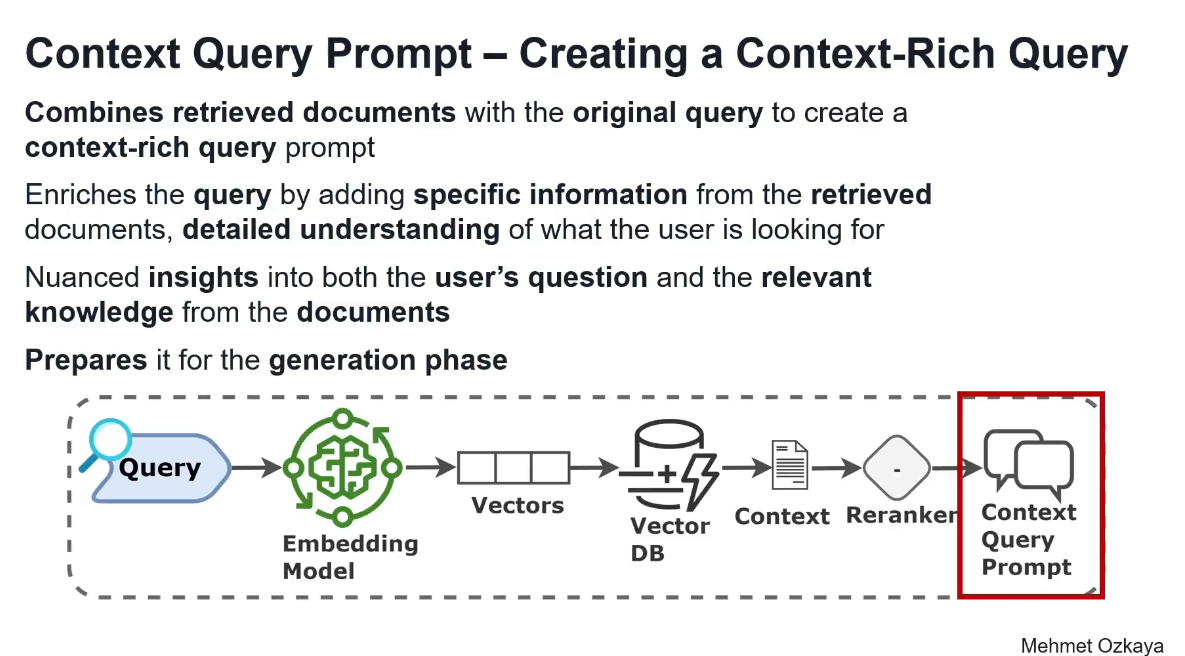 Context Query Prompt – Creating a Context-Rich Query
Combines retrieved documents with the original query to create a
context-rich query prompt
Enriches the query by adding specific information from the retrieved
documents, detailed understanding of what the user is looking for
Nuanced insights into both the user’s question and the relevant
knowledge from the documents
Prepares it for the generation phase
Query
Embedding
Model
Vectors
Vector
DB
Context
Reranker
Context
Query
Prompt
Mehmet Ozkaya